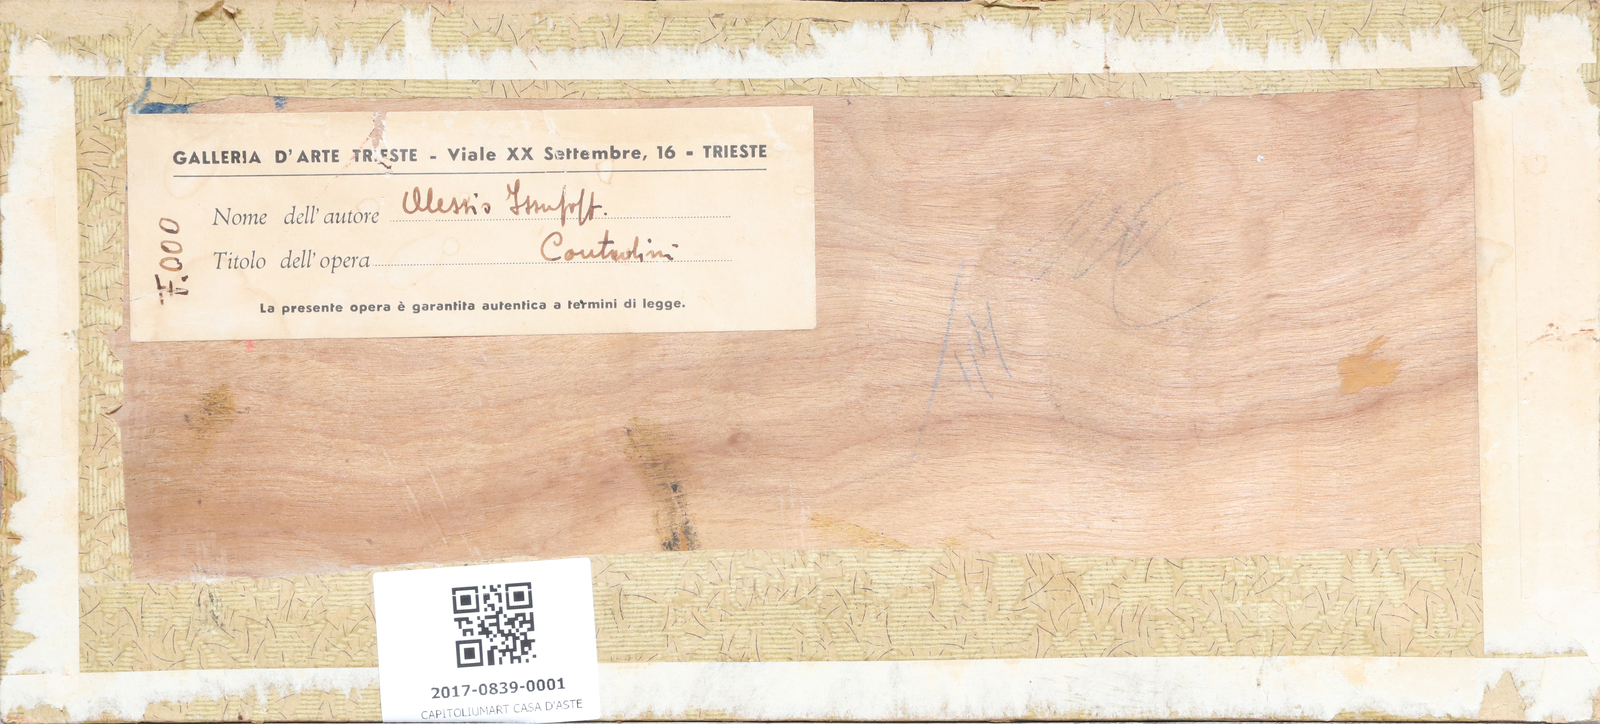 GALLERIA D'ARTE TRIESTE - Viale XX Settembre, 16 - TRIESTE
Nome dell'autore Alessio Issupoff.
Titolo dell'opera Contadini
La presente opera è garantita autentica a termini di legge.
2017-0839-0001
CAPITOLIUMART CASA D'ASTE